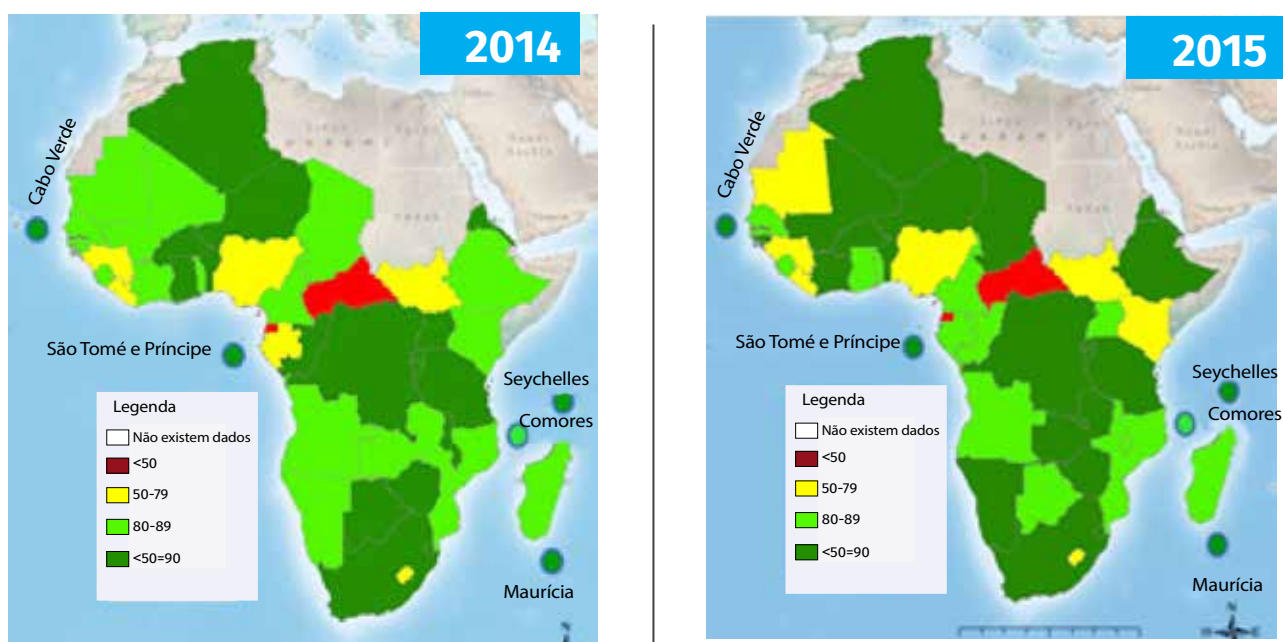 2014
Cabo Verde
São Tomé e Príncipe
Seychelles
Comores
Maurícia
Legenda
Não existem dados
<50
50-79
80-89
<50=90
N
2015
Cabo Verde
São Tomé e Príncipe
Seychelles
Comores
Maurícia
Legenda
Não existem dados
<50
50-79
80-89
<50=90
N